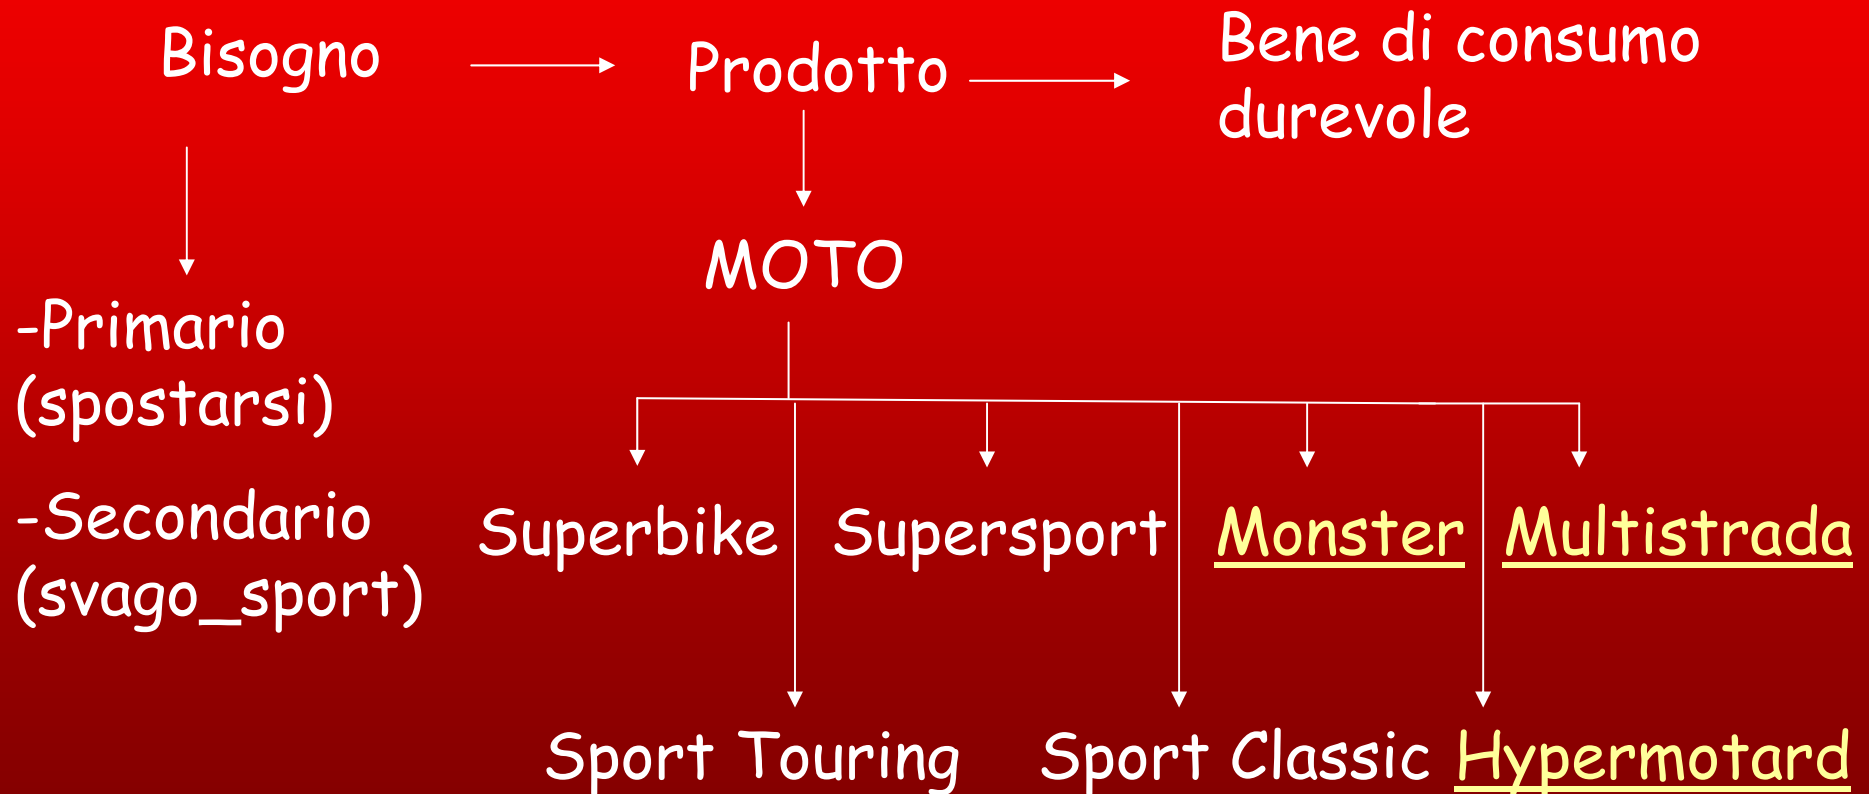 Bisogno
Prodotto
Bene di consumo
durevole
MOTO
-Primario
(spostarsi)
-Secondario
(svago_sport)
Superbike
Supersport
Monster
Multistrada
Sport Touring
Sport Classic
Hypermotard